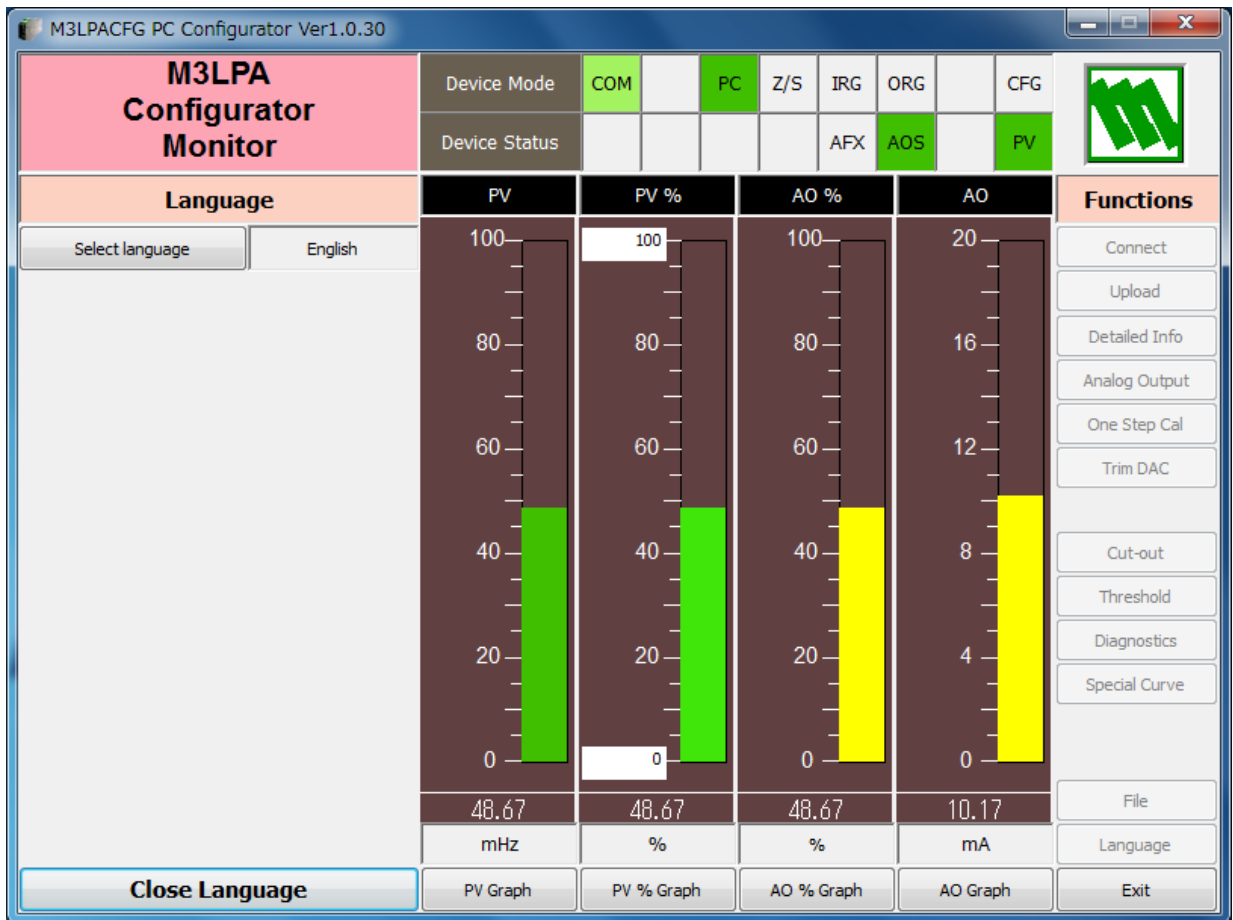 M3LPACFG PC Configurator Ver1.0.30
M3LPA
Configurator
Monitor
Device Mode COM PC Z/S IRG ORG CFG
Device Status AFX AOS PV
Language
Select language English
Close Language
PV
100
80
60
40
20
0
48.67
mHz
PV Graph
PV %
100
80
60
40
20
0
48.67
%
PV % Graph
AO %
100
80
60
40
20
0
48.67
%
AO % Graph
AO
20
16
12
8
4
0
10.17
mA
AO Graph
Functions
Connect
Upload
Detailed Info
Analog Output
One Step Cal
Trim DAC
Cut-out
Threshold
Diagnostics
Special Curve
File
Language
Exit